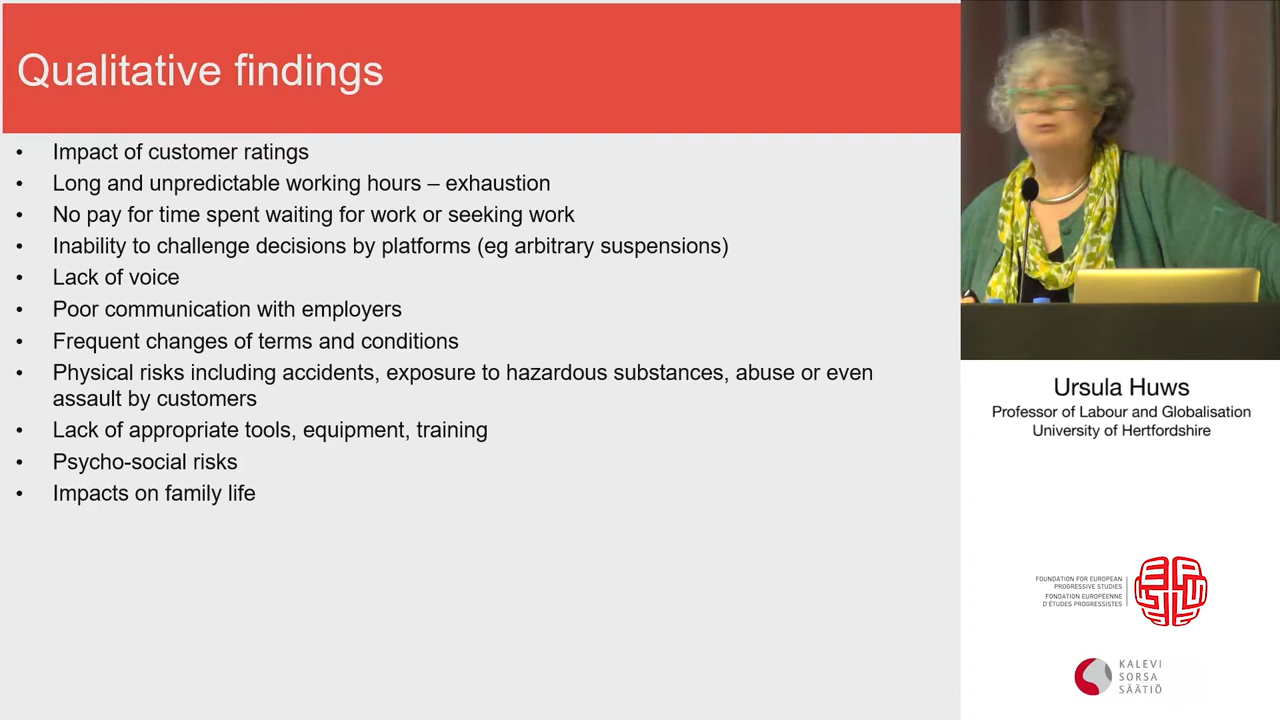 Qualitative findings
• Impact of customer ratings
• Long and unpredictable working hours – exhaustion
• No pay for time spent waiting for work or seeking work
• Inability to challenge decisions by platforms (eg arbitrary suspensions)
• Lack of voice
• Poor communication with employers
• Frequent changes of terms and conditions
• Physical risks including accidents, exposure to hazardous substances, abuse or even
assault by customers
• Lack of appropriate tools, equipment, training
• Psycho-social risks
• Impacts on family life
Ursula Huws
Professor of Labour and Globalisation
University of Hertfordshire
FOUNDATION FOR EUROPEAN
PROGRESSIVE STUDIES
FONDATION EUROPÉENNE
D'ÉTUDES PROGRESSISTES
KALEVI
SORSA
SÄÄTIÖ